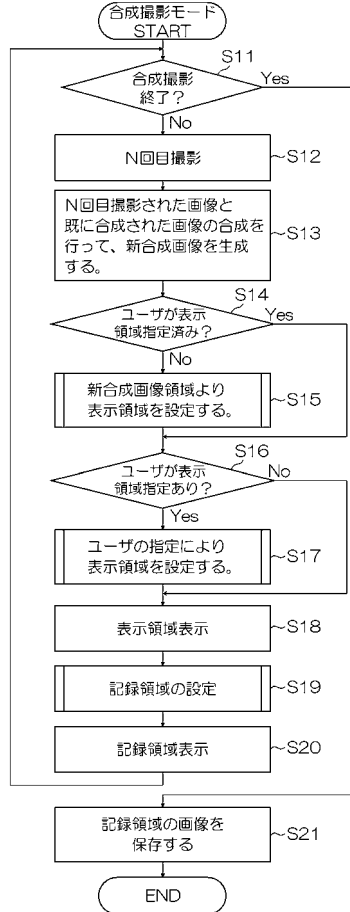 合成撮影モード
START
S11
合成撮影
終了？
Yes
No
N回目撮影
S12
N回目撮影された画像と
既に合成された画像の合成を
行って、新合成画像を生成
する。
S13
S14
ユーザが表示
領域指定済み？
Yes
No
新合成画像領域より
表示領域を設定する。
S15
S16
ユーザが表示
領域指定あり？
No
Yes
ユーザの指定により
表示領域を設定する。
S17
表示領域表示
S18
記録領域の設定
S19
記録領域表示
S20
記録領域の画像を
保存する
S21
END